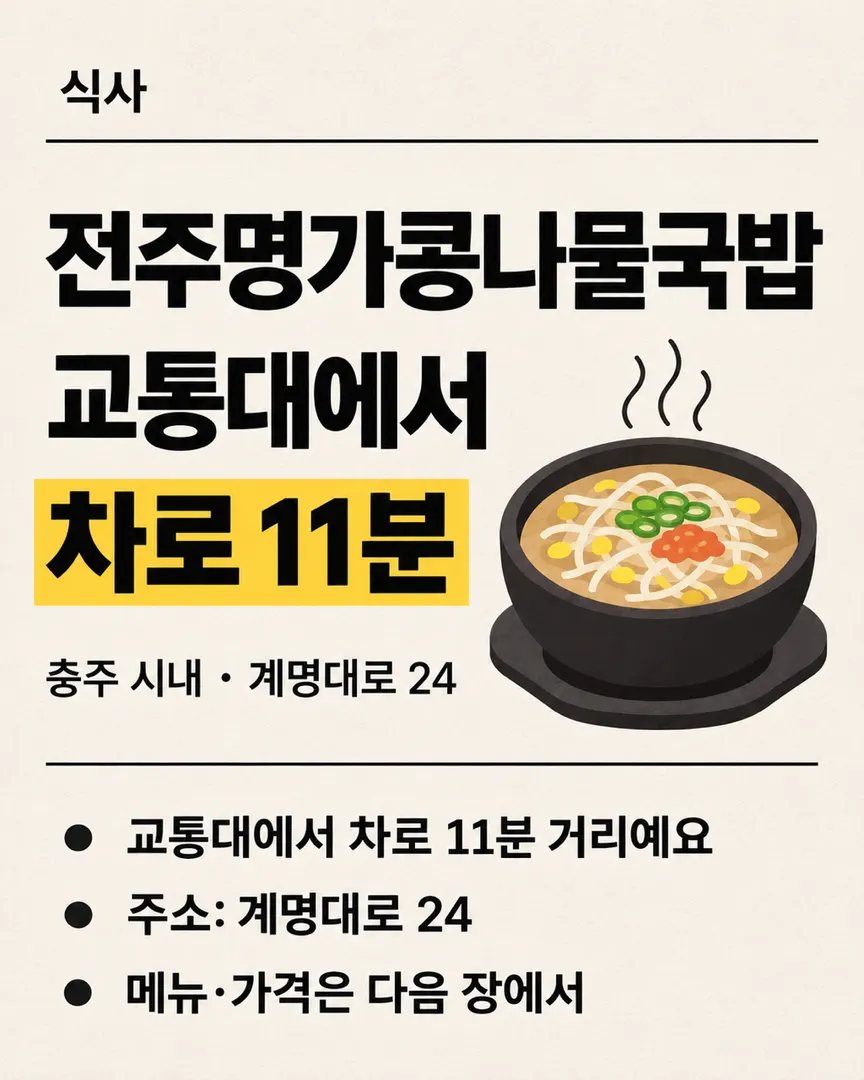 식사
전주명가콩나물국밥
교통대에서
차로 11분
충주 시내 · 계명대로 24
● 교통대에서 차로 11분 거리예요
● 주소: 계명대로 24
● 메뉴·가격은 다음 장에서